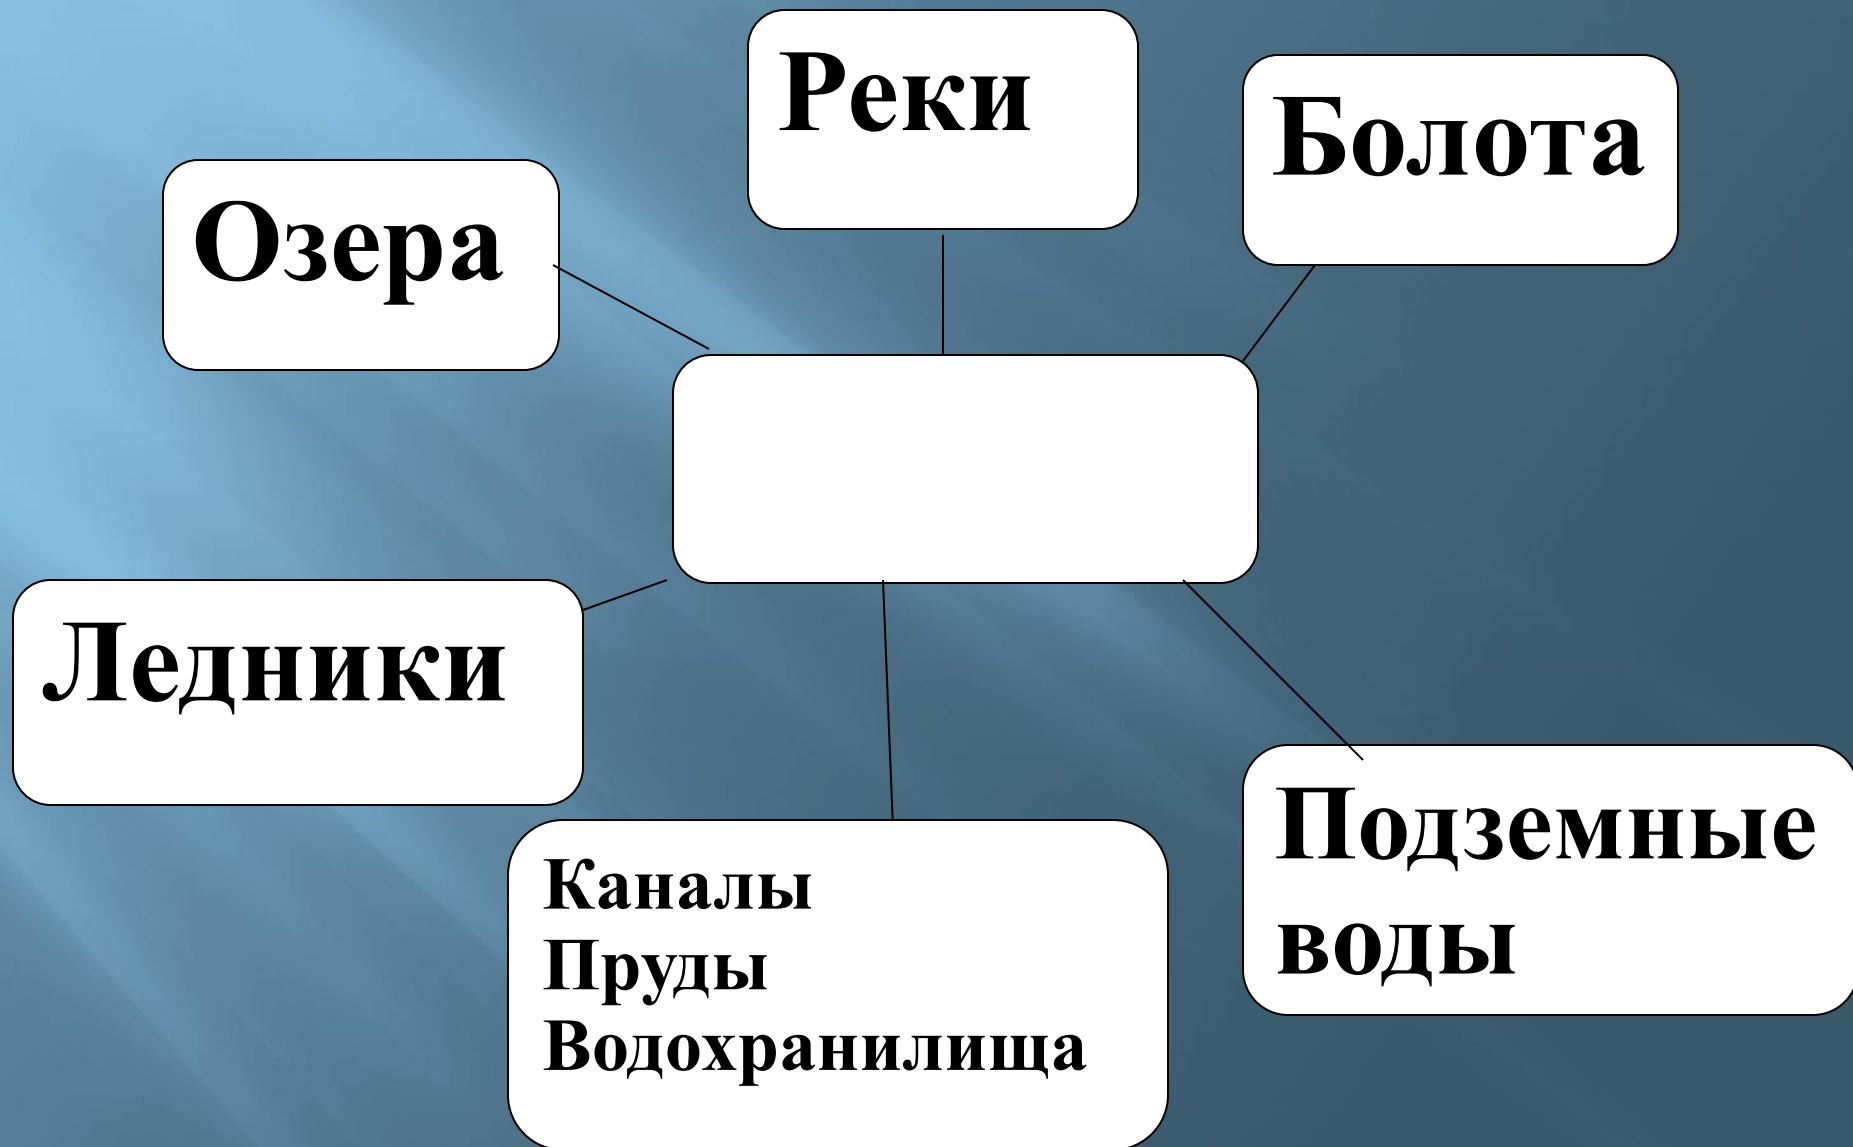 Реки
Болота
Озера
Ледники
Каналы
Пруды
Водохранилища
Подземные
воды